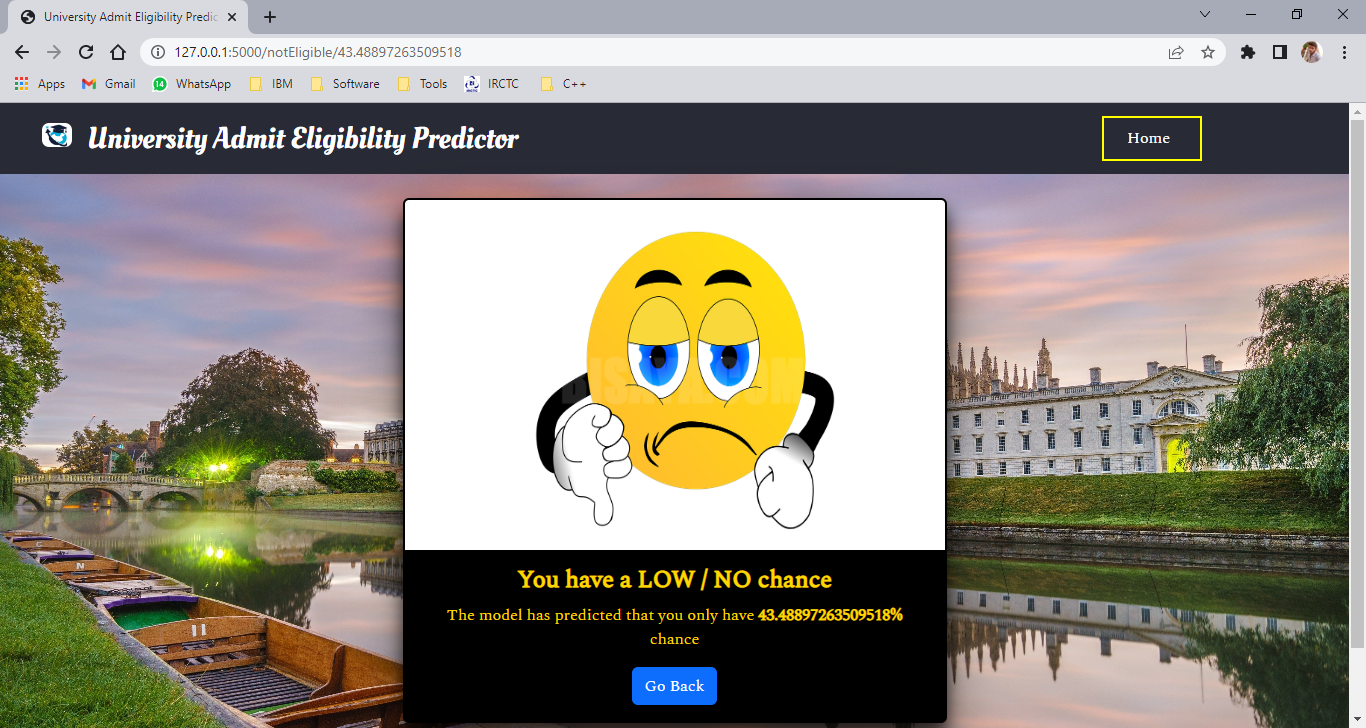 University Admit Eligibility Predic
127.0.0.1:5000/notEligible/43.48897263509518
Apps Gmail 14 WhatsApp IBM Software Tools IRCTC C++
University Admit Eligibility Predictor
Home
N
You have a LOW / NO chance
The model has predicted that you only have 43.48897263509518%
chance
Go Back